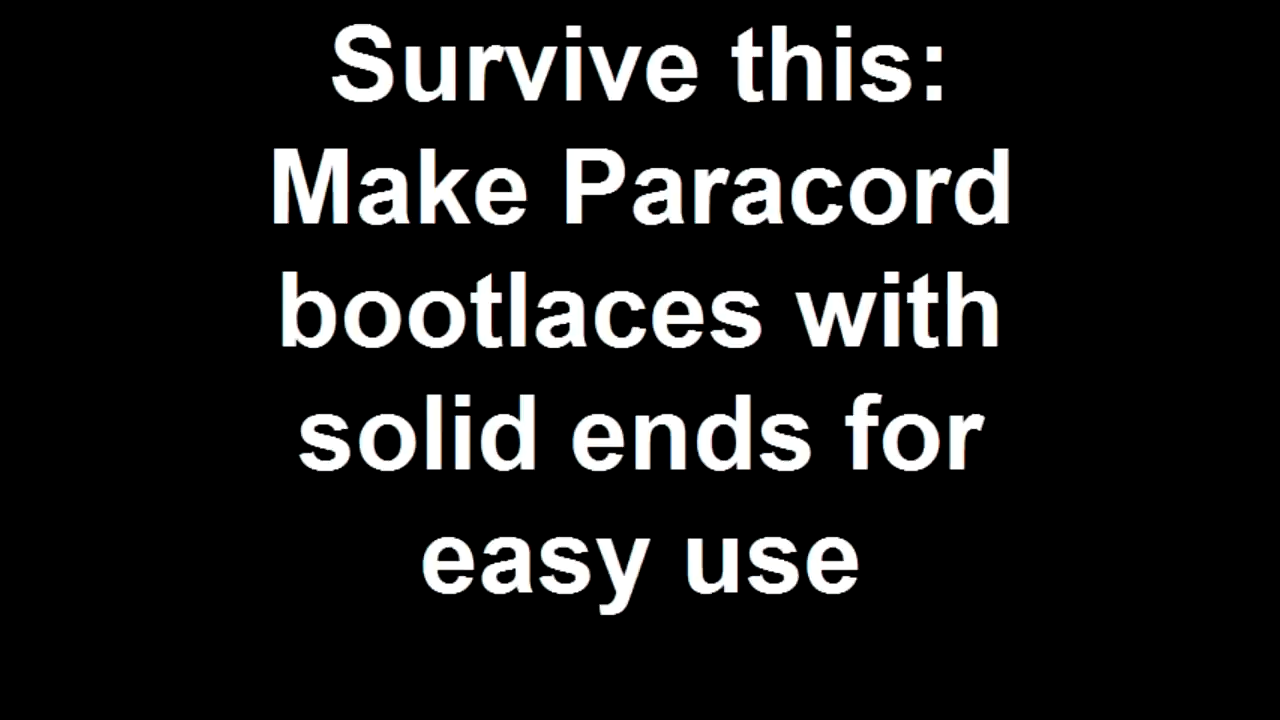 Survive this:
Make Paracord
bootlaces with
solid ends for
easy use